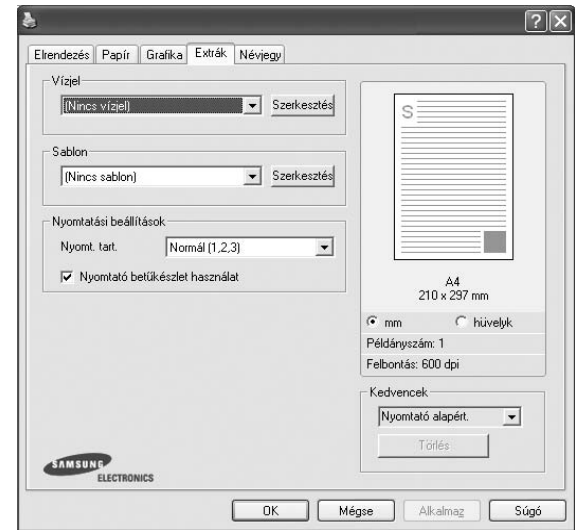 Elrendezés Papír Grafika Extrák Névjegy
Vízjel
(Nincs vízjel) Szerkesztés
Sablon
(Nincs sablon) Szerkesztés
Nyomtatási beállítások
Nyomt. tart. Normál (1,2,3)
Nyomtató betűkészlet használat
S
A4
210 x 297 mm
mm hüvelyk
Példányszám: 1
Felbontás: 600 dpi
Kedvencek
Nyomtató alapért.
Törlés
SAMSUNG
ELECTRONICS
OK Mégse Alkalmaz Súgó